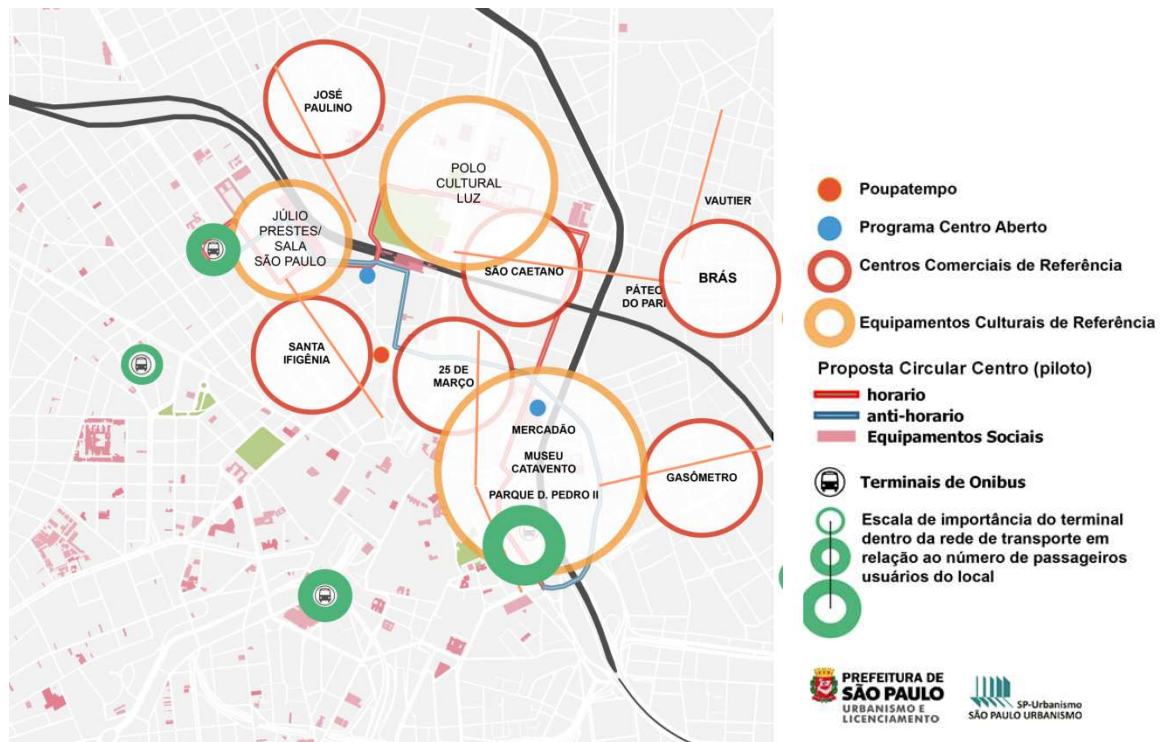 JOSÉ
PAULINO
POLO
CULTURAL
LUZ
VAUTIER
JÚLIO
PRESTES/
SALA
SÃO PAULO
SÃO CAETANO
BRÁS
PÁTEO
DO PARI
SANTA
IFIGÊNIA
25 DE
MARÇO
MERCADÃO
MUSEU
CATAVENTO
PARQUE D. PEDRO II
GASÔMETRO
Poupatempo
Programa Centro Aberto
Centros Comerciais de Referência
Equipamentos Culturais de Referência
Proposta Circular Centro (piloto)
horario
anti-horario
Equipamentos Sociais
Terminais de Onibus
Escala de importância do terminal
dentro da rede de transporte em
relação ao número de passageiros
usuários do local
PREFEITURA DE
SÃO PAULO
URBANISMO E
LICENCIAMENTO
SP-Urbanismo
SÃO PAULO URBANISMO